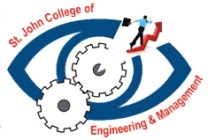 St. John College of
Engineering & Management